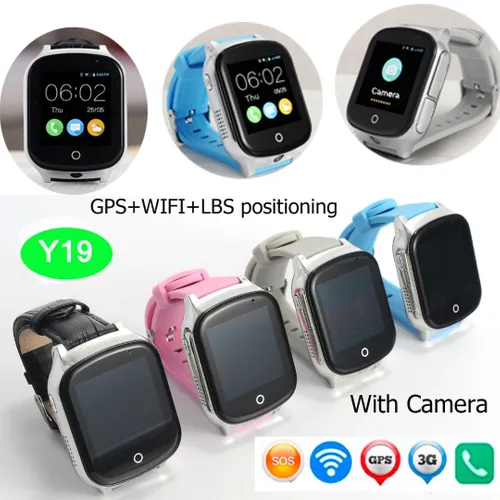 06:02
Thu 25/05
06:02
Thu 25/05
Camera
GPS+WIFI+LBS positioning
Y19
With Camera
SOS
GPS
3G